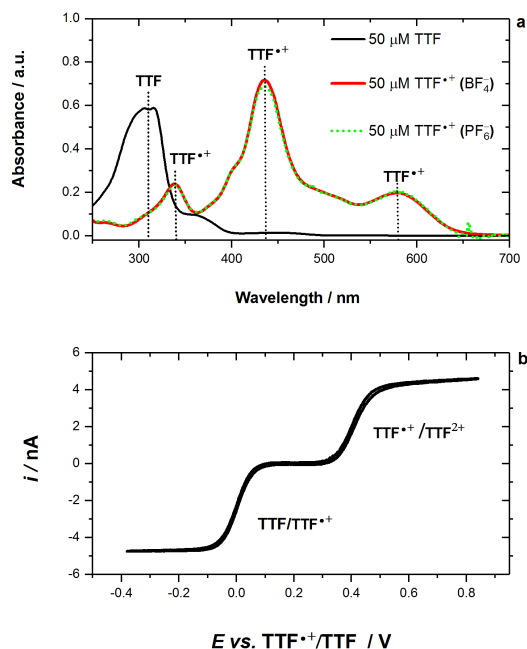 a
50 μM TTF
50 μM TTF•+ (BF4−)
50 μM TTF•+ (PF6−)
TTF
TTF•+
TTF•+
TTF•+
Absorbance / a.u.
1.0
0.8
0.6
0.4
0.2
0.0
300 400 500 600 700
Wavelength / nm
b
6
4
2
0
-2
-4
-6
i / nA
TTF•+ /TTF2+
TTF/TTF•+
-0.4 -0.2 0.0 0.2 0.4 0.6 0.8
E vs. TTF•+/TTF / V